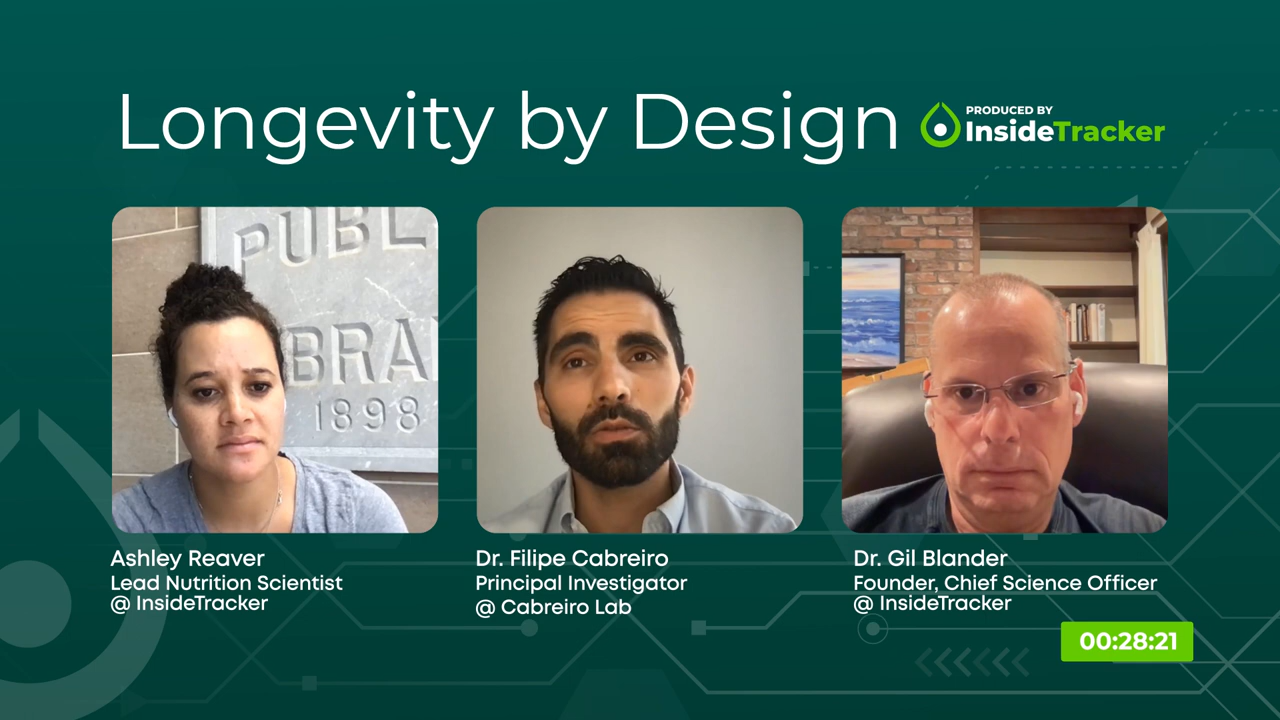 Longevity by Design
PRODUCED BY
InsideTracker
PUBL
BRA
1898
Ashley Reaver
Lead Nutrition Scientist
@ InsideTracker
Dr. Filipe Cabreiro
Principal Investigator
@ Cabreiro Lab
Dr. Gil Blander
Founder, Chief Science Officer
@ InsideTracker
00:28:21